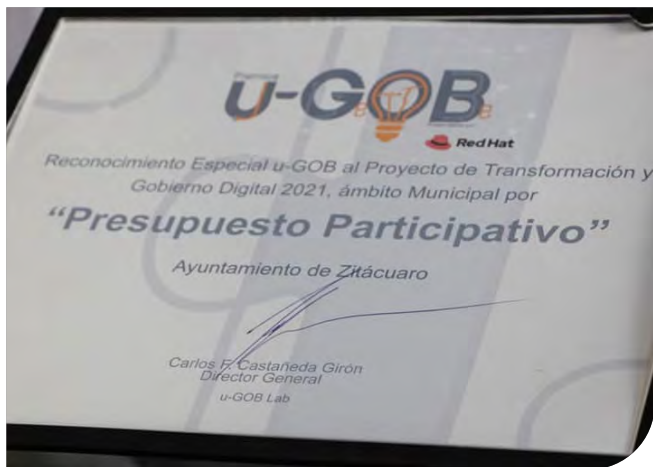 u-GOB
Red Hat
Reconocimiento Especial u-GOB al Proyecto de Transformación y
Gobierno Digital 2021, ámbito Municipal por
“Presupuesto Participativo”
Ayuntamiento de Zitácuaro
Carlos F. Castañeda Girón
Director General
u-GOB Lab